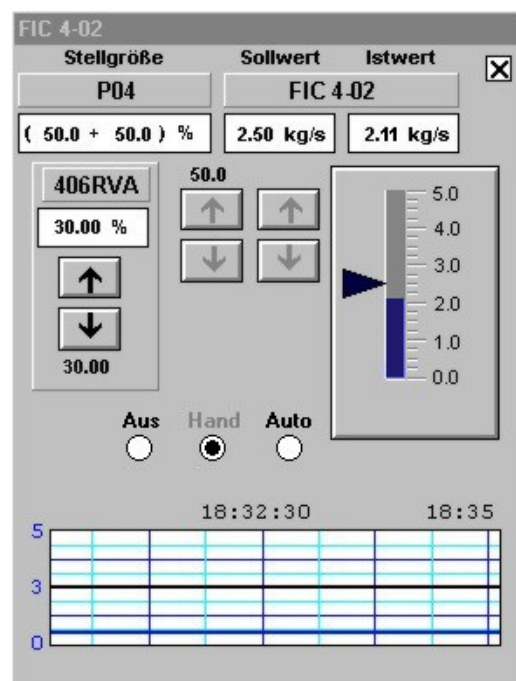 FIC 4-02
Stellgröße Sollwert Istwert
P04 FIC 4-02
( 50.0 + 50.0 ) % 2.50 kg/s 2.11 kg/s
406RVA
30.00 %
30.00
50.0
5.0
4.0
3.0
2.0
1.0
0.0
Aus Hand Auto
18:32:30 18:35
5
3
0